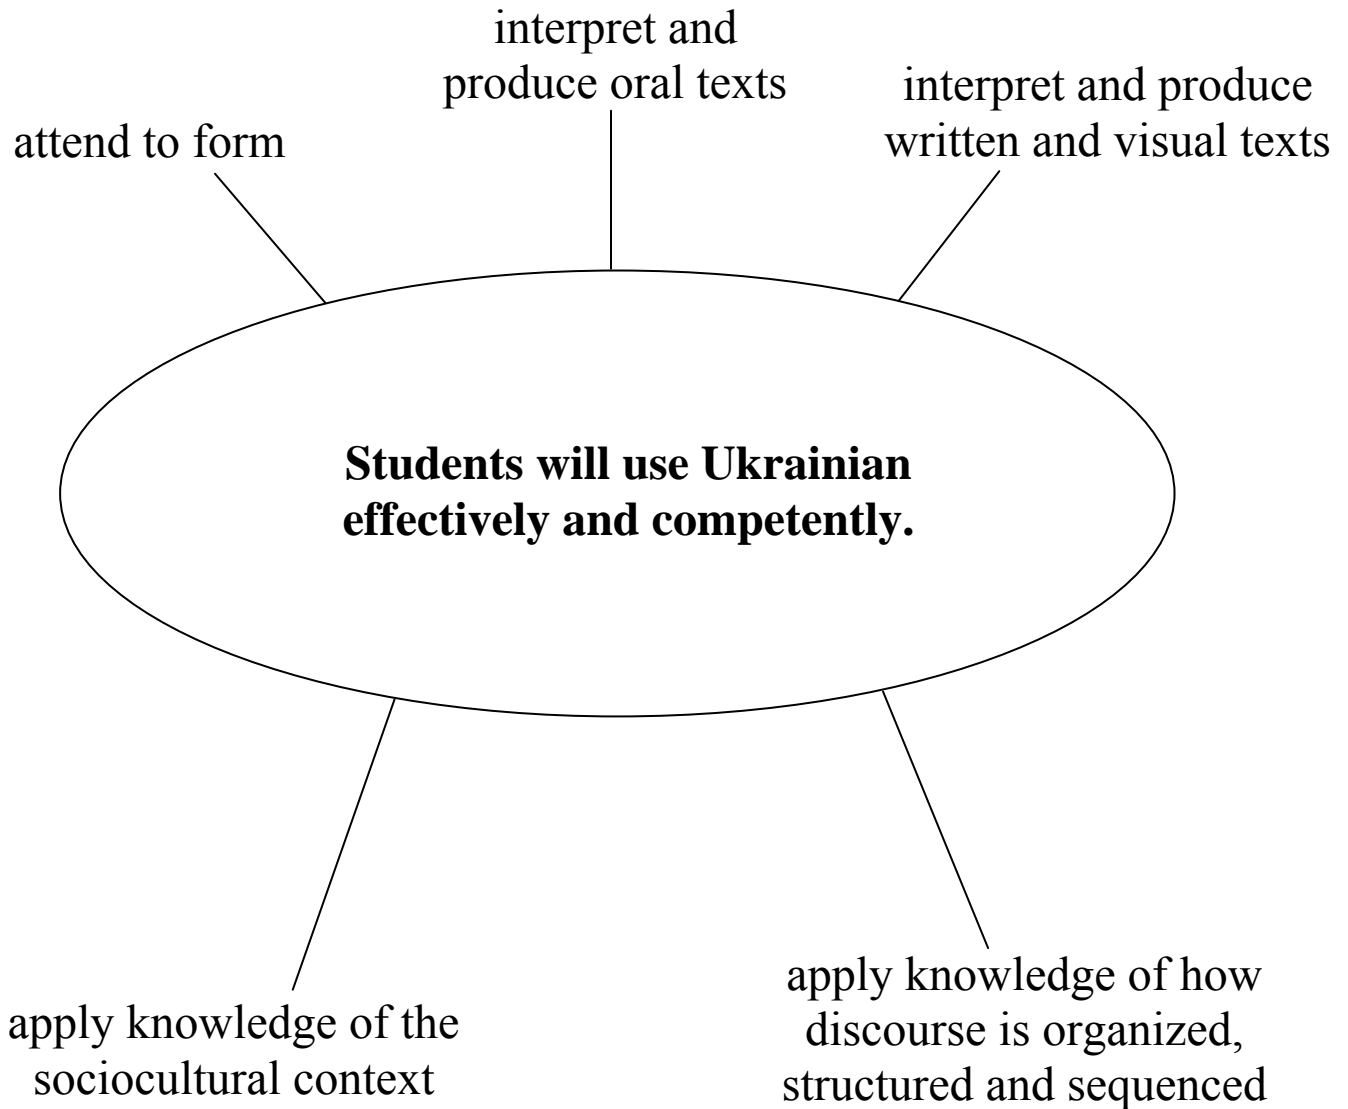 interpret and
produce oral texts
interpret and produce
written and visual texts
attend to form
Students will use Ukrainian
effectively and competently.
apply knowledge of the
sociocultural context
apply knowledge of how
discourse is organized,
structured and sequenced